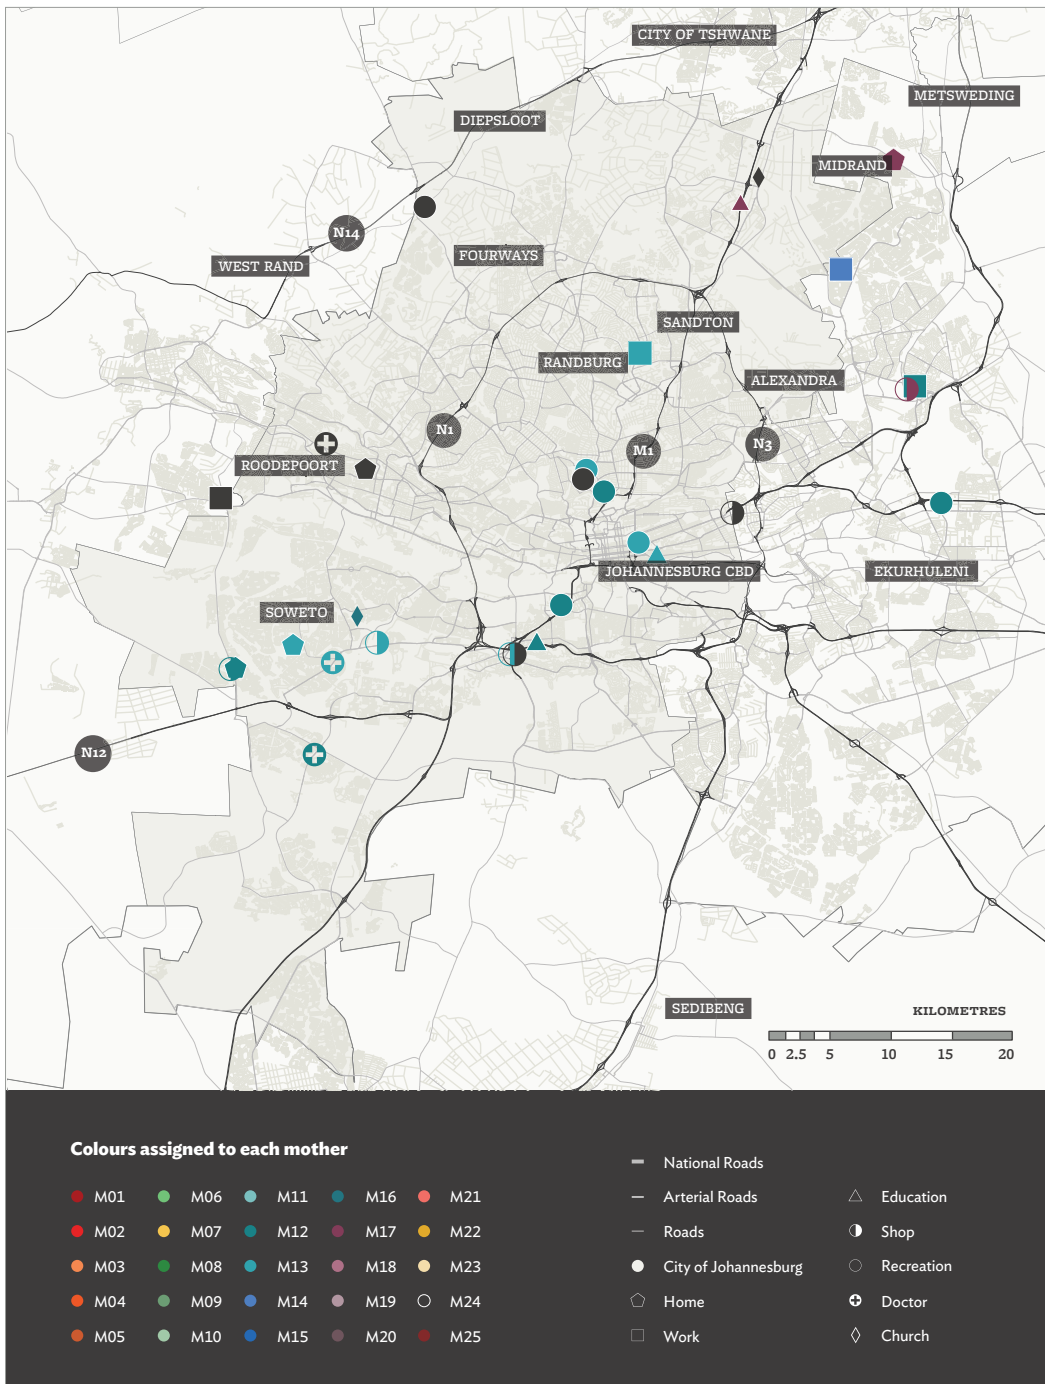 CITY OF TSHWANE
METSWEDING
DIEPSLOOT
MIDRAND
N14
FOURWAYS
WEST RAND
SANDTON
RANDBURG
ALEXANDRA
N1
M1
N3
ROODEPOORT
JOHANNESBURG CBD
EKURHULENI
SOWETO
N12
SEDIBENG
KILOMETRES
0 2.5 5 10 15 20
Colours assigned to each mother
M01 M06 M11 M16 M21
M02 M07 M12 M17 M22
M03 M08 M13 M18 M23
M04 M09 M14 M19 M24
M05 M10 M15 M20 M25
National Roads
Arterial Roads
Roads
City of Johannesburg
Home
Work
Education
Shop
Recreation
Doctor
Church